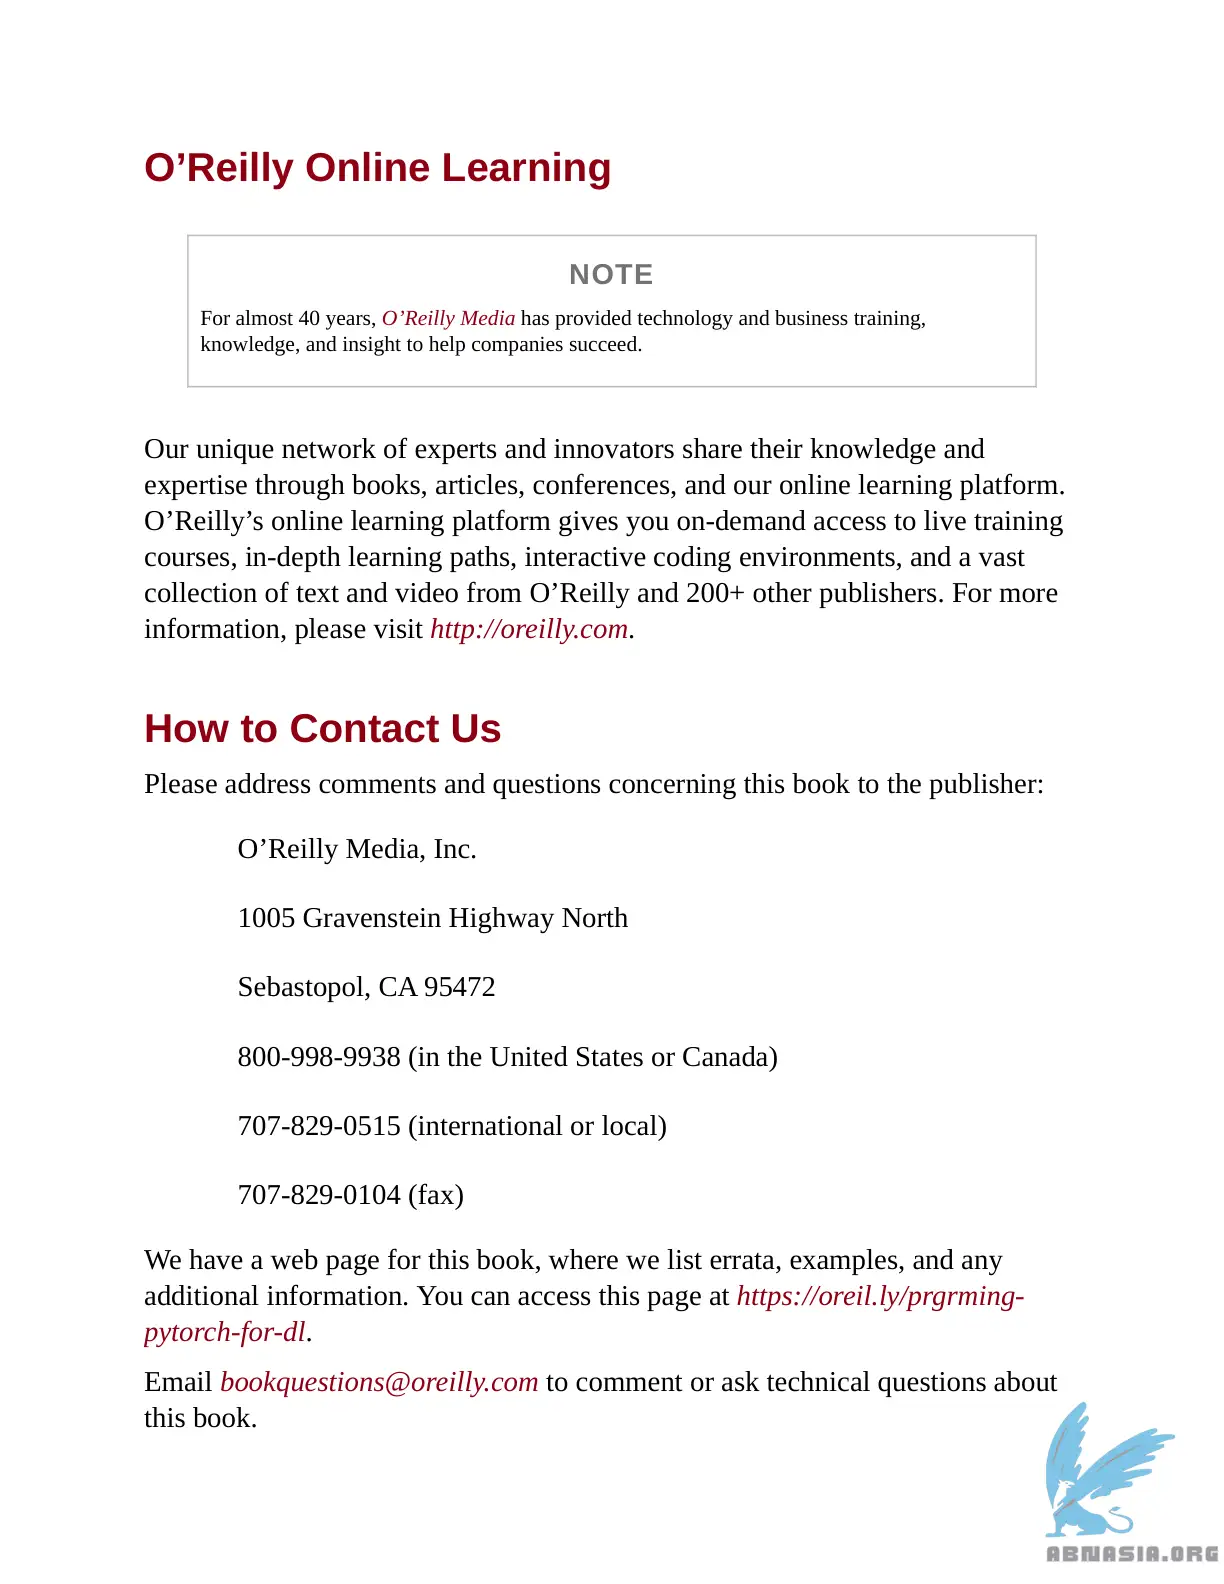 O’Reilly Online Learning
NOTE
For almost 40 years, O’Reilly Media has provided technology and business training,
knowledge, and insight to help companies succeed.
Our unique network of experts and innovators share their knowledge and
expertise through books, articles, conferences, and our online learning platform.
O’Reilly’s online learning platform gives you on-demand access to live training
courses, in-depth learning paths, interactive coding environments, and a vast
collection of text and video from O’Reilly and 200+ other publishers. For more
information, please visit http://oreilly.com.
How to Contact Us
Please address comments and questions concerning this book to the publisher:
O’Reilly Media, Inc.
1005 Gravenstein Highway North
Sebastopol, CA 95472
800-998-9938 (in the United States or Canada)
707-829-0515 (international or local)
707-829-0104 (fax)
We have a web page for this book, where we list errata, examples, and any
additional information. You can access this page at https://oreil.ly/prgrming-
pytorch-for-dl.
Email bookquestions@oreilly.com to comment or ask technical questions about
this book.
ABNASIA.ORG